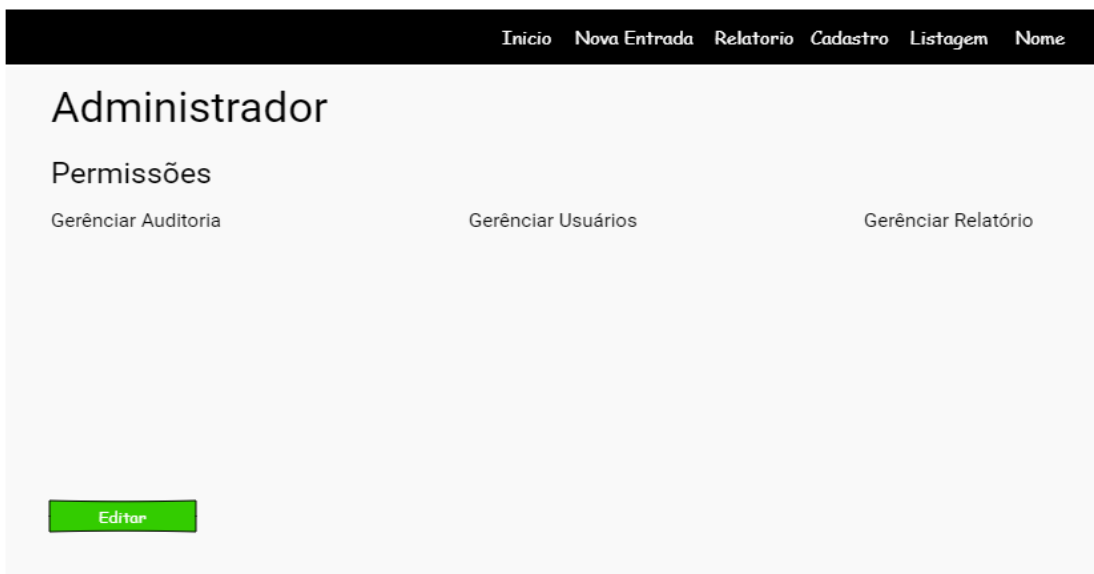 Inicio Nova Entrada Relatorio Cadastro Listagem Nome
Administrador
Permissões
Gerênciar Auditoria Gerênciar Usuários Gerênciar Relatório
Editar